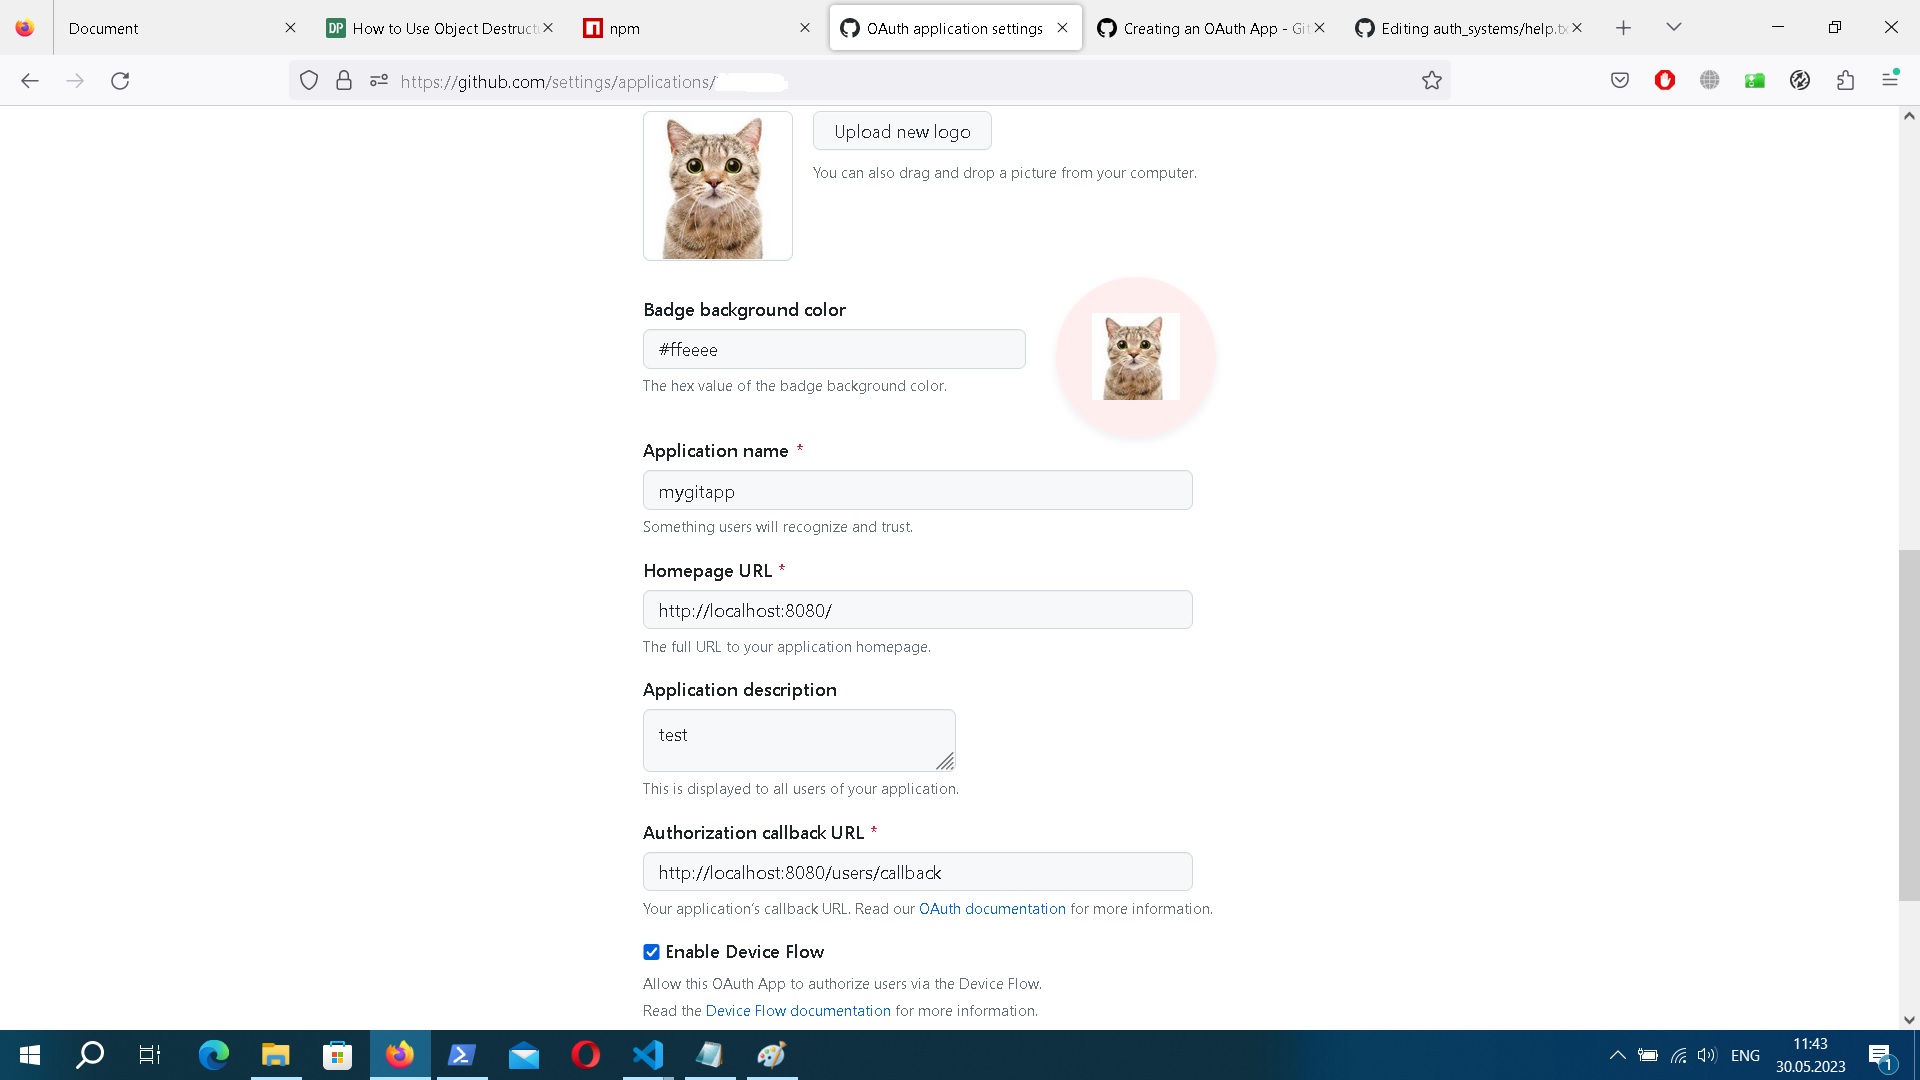 Document
DP How to Use Object Destructu
npm
OAuth application settings
Creating an OAuth App - Git
Editing auth_systems/help.tx
https://github.com/settings/applications/
Upload new logo
You can also drag and drop a picture from your computer.
Badge background color
#ffeeee
The hex value of the badge background color.
Application name *
mygitapp
Something users will recognize and trust.
Homepage URL *
http://localhost:8080/
The full URL to your application homepage.
Application description
test
This is displayed to all users of your application.
Authorization callback URL *
http://localhost:8080/users/callback
Your application's callback URL. Read our OAuth documentation for more information.
Enable Device Flow
Allow this OAuth App to authorize users via the Device Flow.
Read the Device Flow documentation for more information.
ENG
11:43
30.05.2023
1